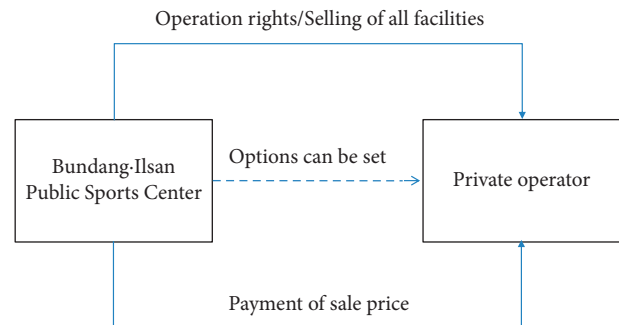 Operation rights/Selling of all facilities
Bundang·Ilsan
Public Sports Center
Options can be set
Private operator
Payment of sale price